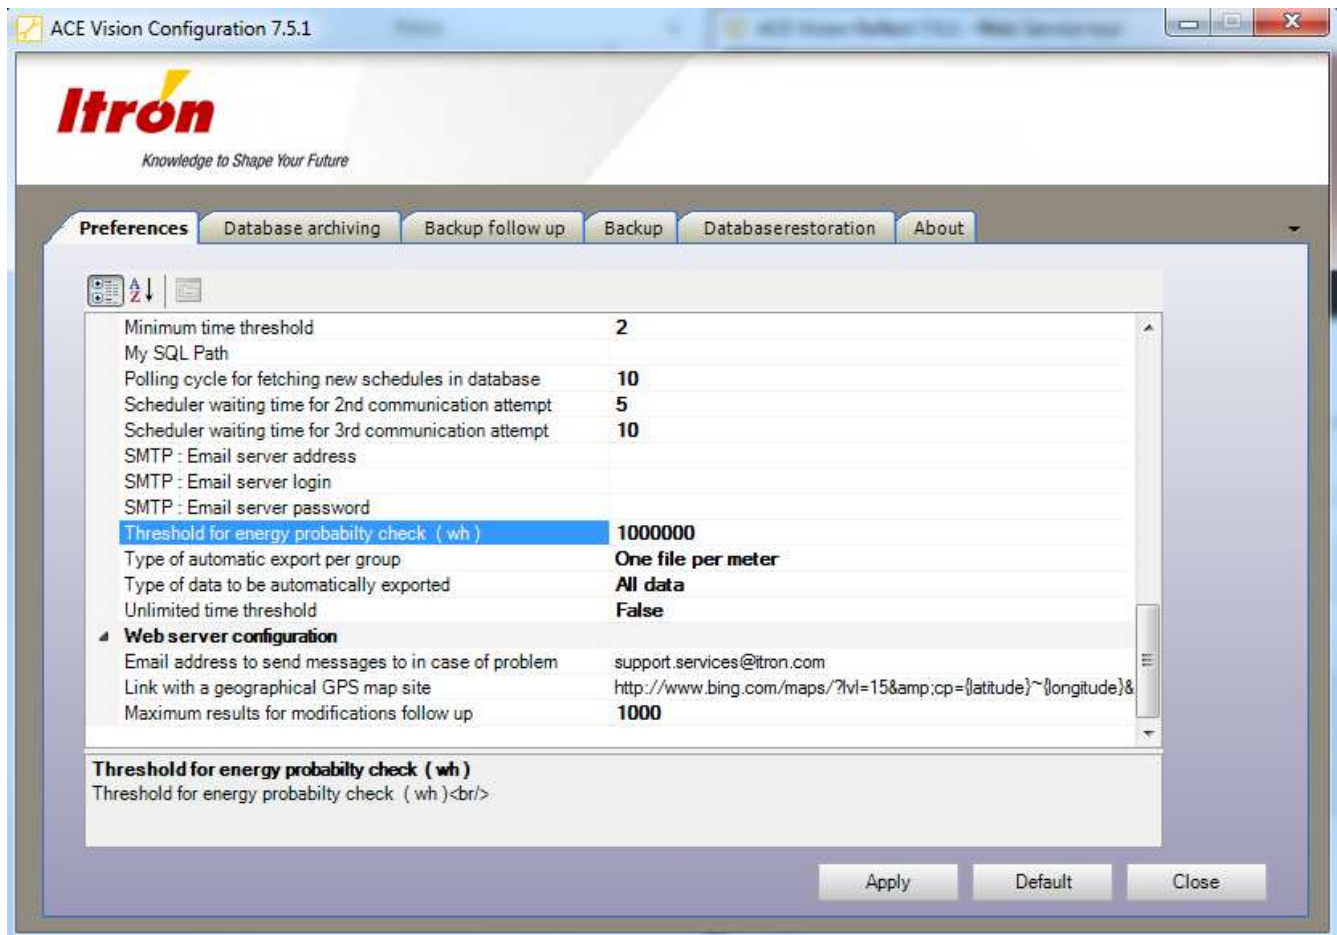 ACE Vision Configuration 7.5.1
Itron
Knowledge to Shape Your Future
Preferences Database archiving Backup follow up Backup Databaserestoration About
Minimum time threshold 2
My SQL Path
Polling cycle for fetching new schedules in database 10
Scheduler waiting time for 2nd communication attempt 5
Scheduler waiting time for 3rd communication attempt 10
SMTP : Email server address
SMTP : Email server login
SMTP : Email server password
Threshold for energy probabilty check ( wh ) 1000000
Type of automatic export per group One file per meter
Type of data to be automatically exported All data
Unlimited time threshold False
Web server configuration
Email address to send messages to in case of problem support.services@itron.com
Link with a geographical GPS map site http://www.bing.com/maps/?lvl=15&amp;cp={latitude}~{longitude}&
Maximum results for modifications follow up 1000
Threshold for energy probabilty check ( wh )
Threshold for energy probabilty check ( wh )<br/>
Apply Default Close